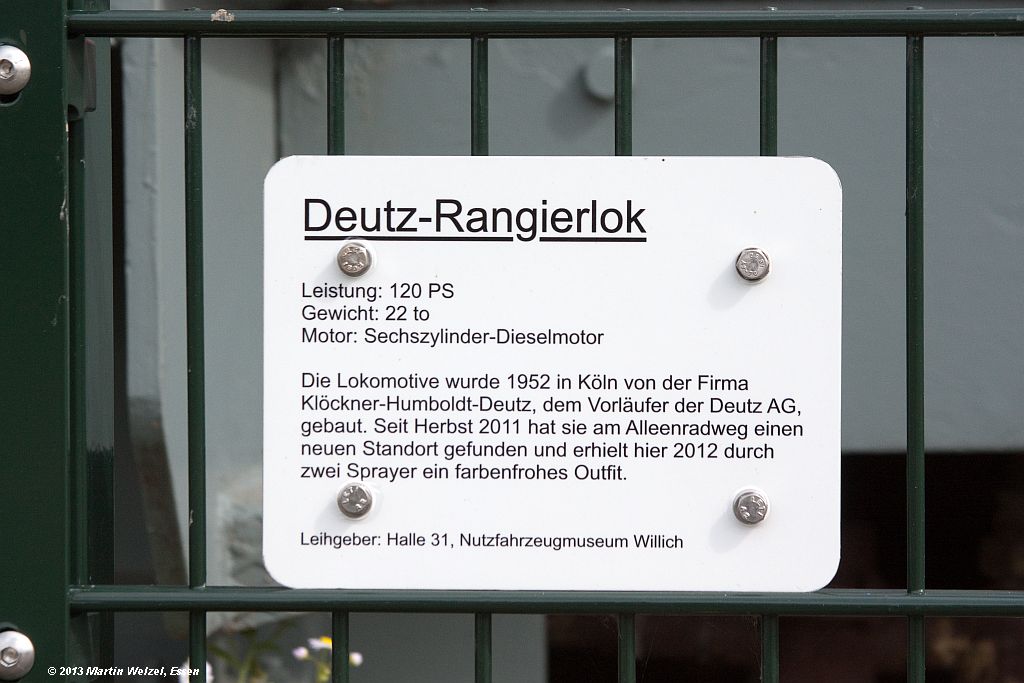 Deutz-Rangierlok
Leistung: 120 PS
Gewicht: 22 to
Motor: Sechszylinder-Dieselmotor
Die Lokomotive wurde 1952 in Köln von der Firma
Klöckner-Humboldt-Deutz, dem Vorläufer der Deutz AG,
gebaut. Seit Herbst 2011 hat sie am Alleenradweg einen
neuen Standort gefunden und erhielt hier 2012 durch
zwei Sprayer ein farbenfrohes Outfit.
Leihgeber: Halle 31, Nutzfahrzeugmuseum Willich
© 2013 Martin Welzel, Essen